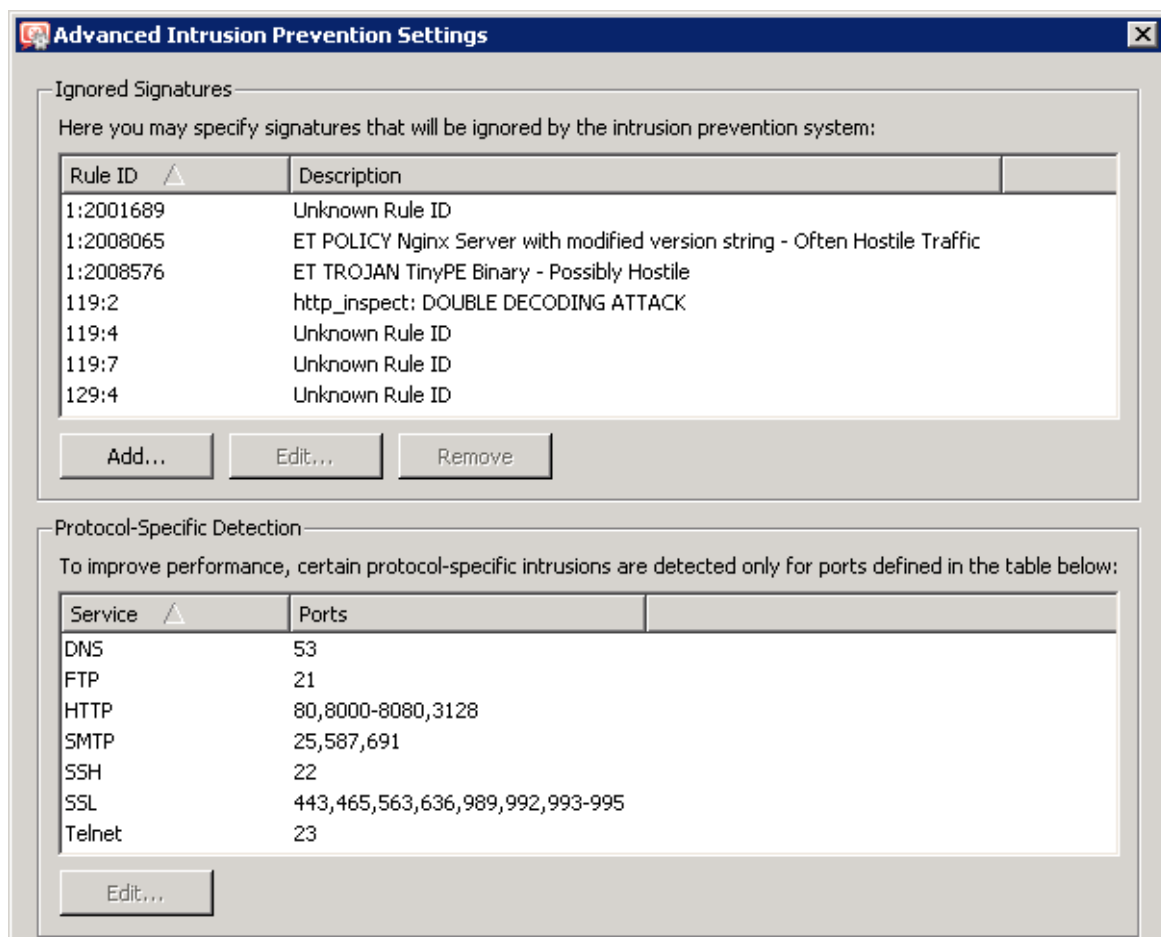 Advanced Intrusion Prevention Settings
Ignored Signatures
Here you may specify signatures that will be ignored by the intrusion prevention system:
Rule ID Description
1:2001689 Unknown Rule ID
1:2008065 ET POLICY Nginx Server with modified version string - Often Hostile Traffic
1:2008576 ET TROJAN TinyPE Binary - Possibly Hostile
119:2 http_inspect: DOUBLE DECODING ATTACK
119:4 Unknown Rule ID
119:7 Unknown Rule ID
129:4 Unknown Rule ID
Add... Edit... Remove
Protocol-Specific Detection
To improve performance, certain protocol-specific intrusions are detected only for ports defined in the table below:
Service Ports
DNS 53
FTP 21
HTTP 80,8000-8080,3128
SMTP 25,587,691
SSH 22
SSL 443,465,563,636,989,992,993-995
Telnet 23
Edit...